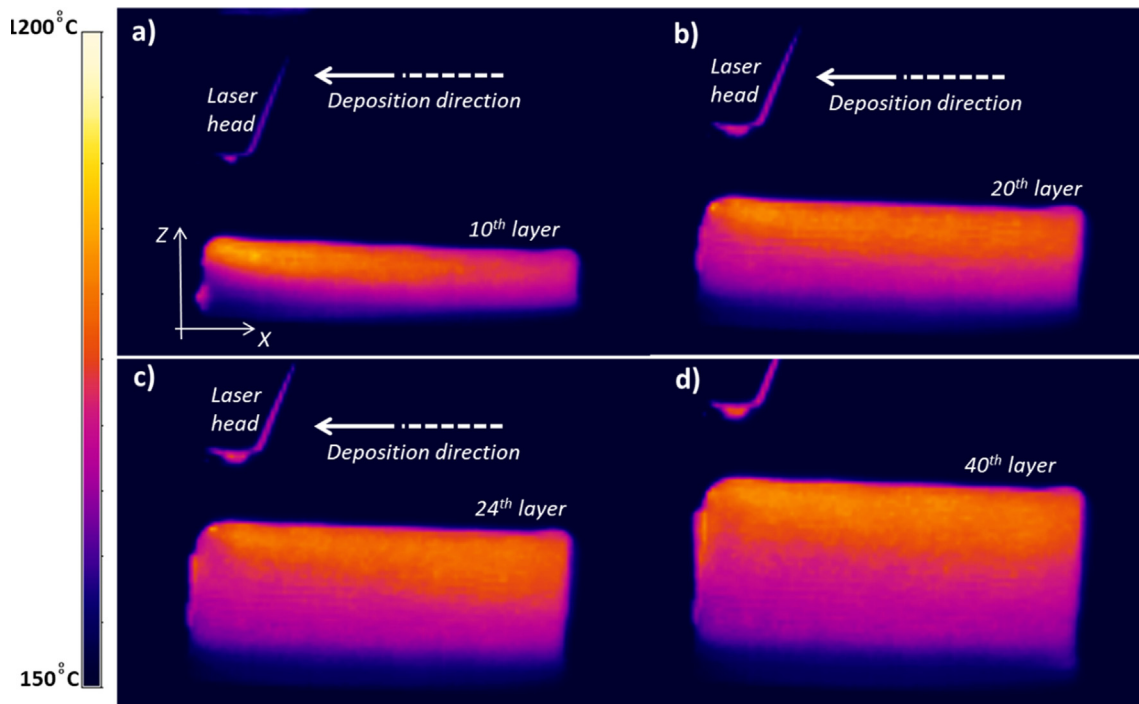 1200°C
a)
Laser
head
Deposition direction
10th layer
Z
X
b)
Laser
head
Deposition direction
20th layer
c)
Laser
head
Deposition direction
24th layer
d)
40th layer
150°C